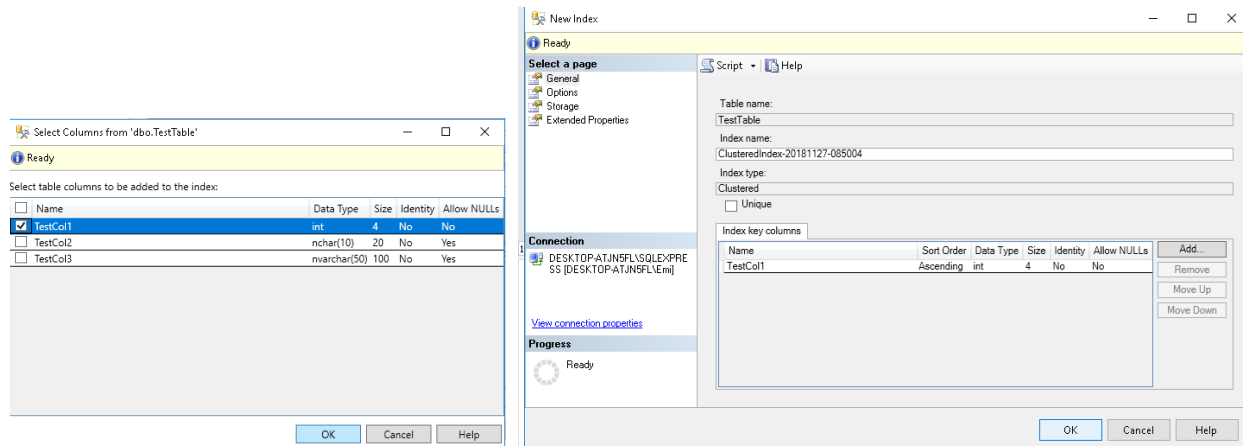 Select Columns from 'dbo.TestTable'
Ready
Select table columns to be added to the index:
Name Data Type Size Identity Allow NULLs
TestCol1 int 4 No No
TestCol2 nchar(10) 20 No Yes
TestCol3 nvarchar(50) 100 No Yes
OK Cancel Help
1
New Index
Ready
Select a page
General
Options
Storage
Extended Properties
Connection
DESKTOP-ATJN5FL\SQLEXPRE
SS [DESKTOP-ATJN5FL\Emi]
View connection properties
Progress
Ready
Script Help
Table name:
TestTable
Index name:
ClusteredIndex-20181127-085004
Index type:
Clustered
Unique
Index key columns
Name Sort Order Data Type Size Identity Allow NULLs
TestCol1 Ascending int 4 No No
Add...
Remove
Move Up
Move Down
OK Cancel Help